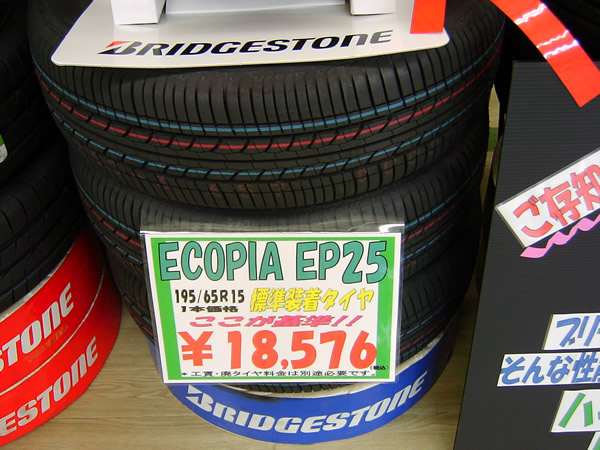 BRIDGESTONE
ECOPIA EP25
195/65R15 標準装着タイヤ
1本価格
ここが基準!!
¥18,576
(税込)
*工賃・廃タイヤ料金は別途必要です。
BRIDGESTONE
ESTONE
GESTONE
ご存知
ブリ
そんな性